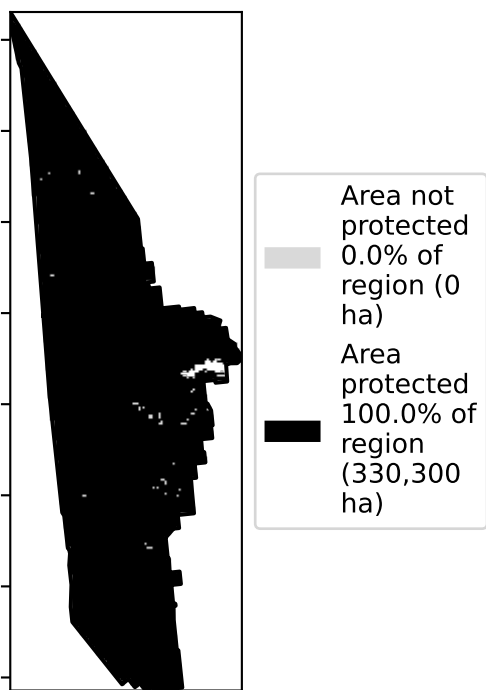 Area not
protected
0.0% of
region (0
ha)
Area
protected
100.0% of
region
(330,300
ha)